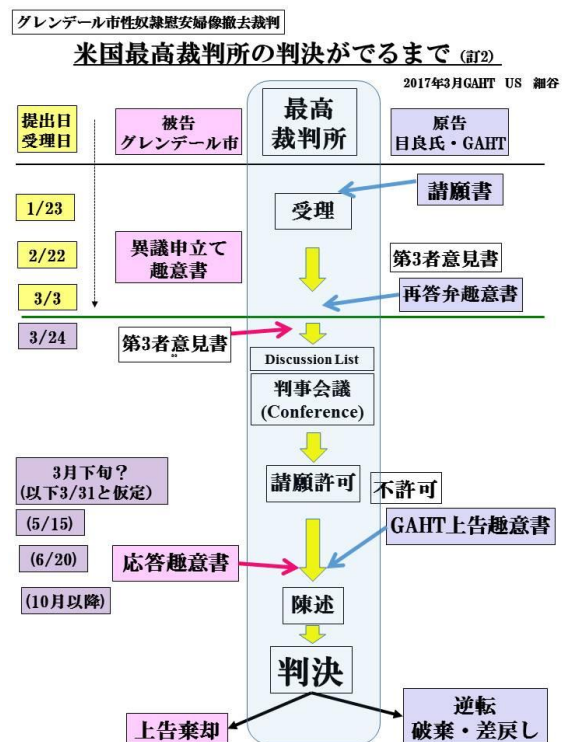 グレンデール市性奴隷慰安婦像撤去裁判
米国最高裁判所の判決がでるまで (訂2)
2017年3月GAHT US 細谷
提出日
受理日
被告
グレンデール市
最高
裁判所
原告
目良氏・GAHT
請願書
1/23
受理
2/22
異議申立て
趣意書
第3者意見書
3/3
再答弁趣意書
3/24
第3者意見書
Discussion List
判事会議
(Conference)
3月下旬?
(以下3/31と仮定)
請願許可
不許可
(5/15)
GAHT上告趣意書
(6/20)
応答趣意書
(10月以降)
陳述
判決
上告棄却
逆転
破棄・差戻し